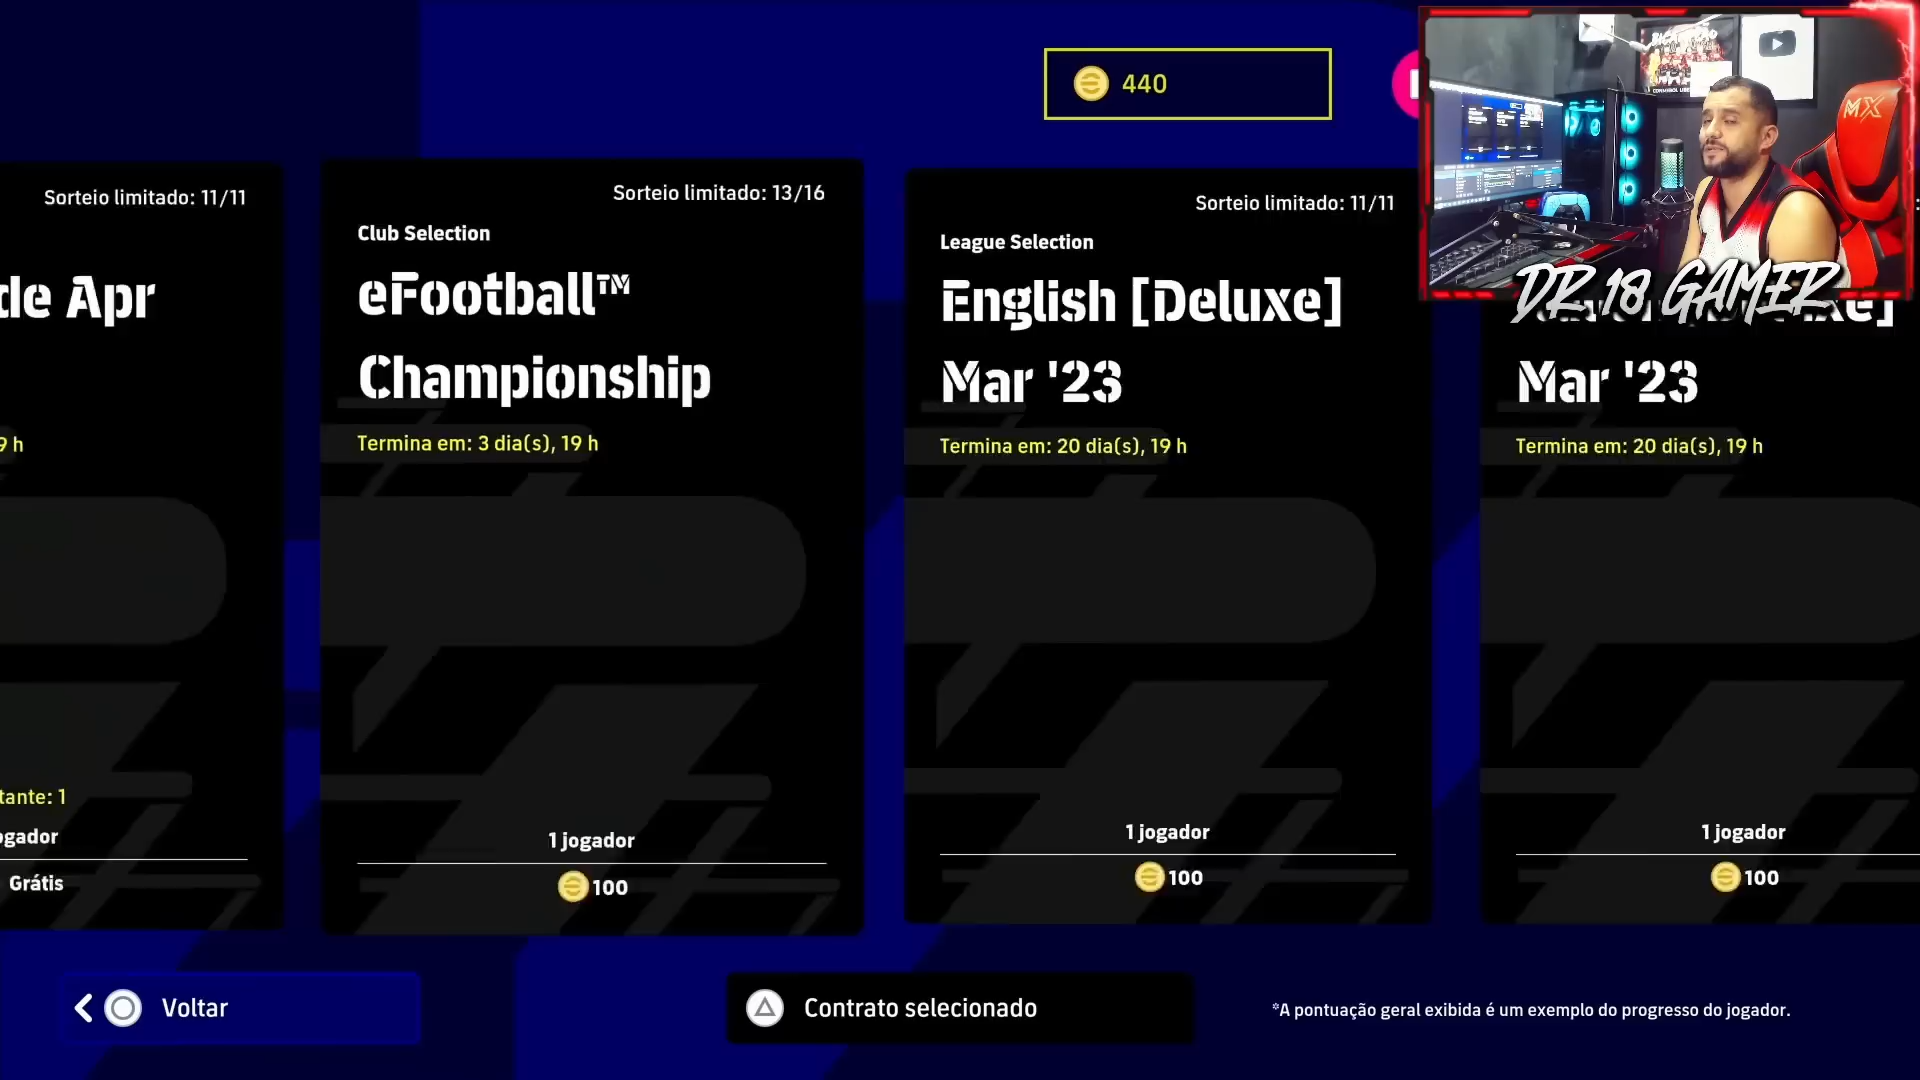 440
MX
DR 18 GAMER
Sorteio limitado: 11/11
de Apr
9 h
tante: 1
ogador
Grátis
Sorteio limitado: 13/16
Club Selection
eFootball™
Championship
Termina em: 3 dia(s), 19 h
1 jogador
100
Sorteio limitado: 11/11
League Selection
English [Deluxe]
Mar '23
Termina em: 20 dia(s), 19 h
1 jogador
100
Mar '23
Termina em: 20 dia(s), 19 h
1 jogador
100
Voltar
Contrato selecionado
*A pontuação geral exibida é um exemplo do progresso do jogador.